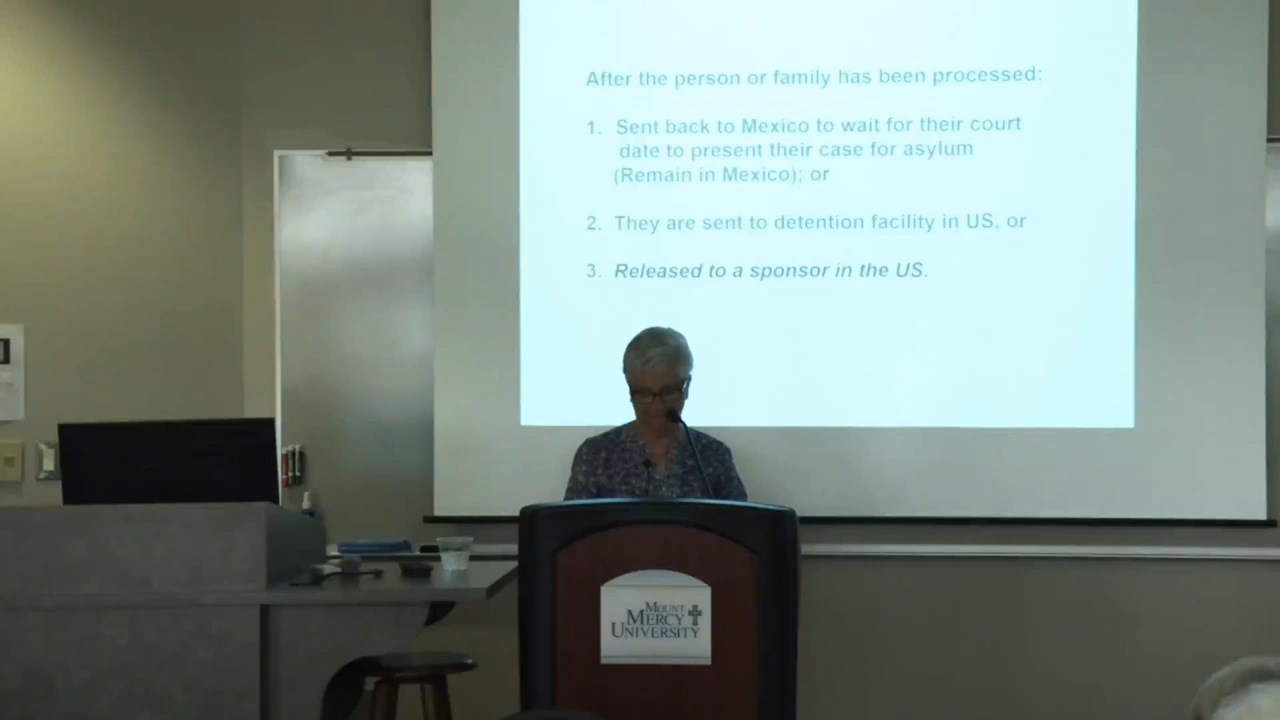 After the person or family has been processed:
1. Sent back to Mexico to wait for their court
date to present their case for asylum
(Remain in Mexico); or
2. They are sent to detention facility in US, or
3. Released to a sponsor in the US.
MOUNT
MERCY
UNIVERSITY